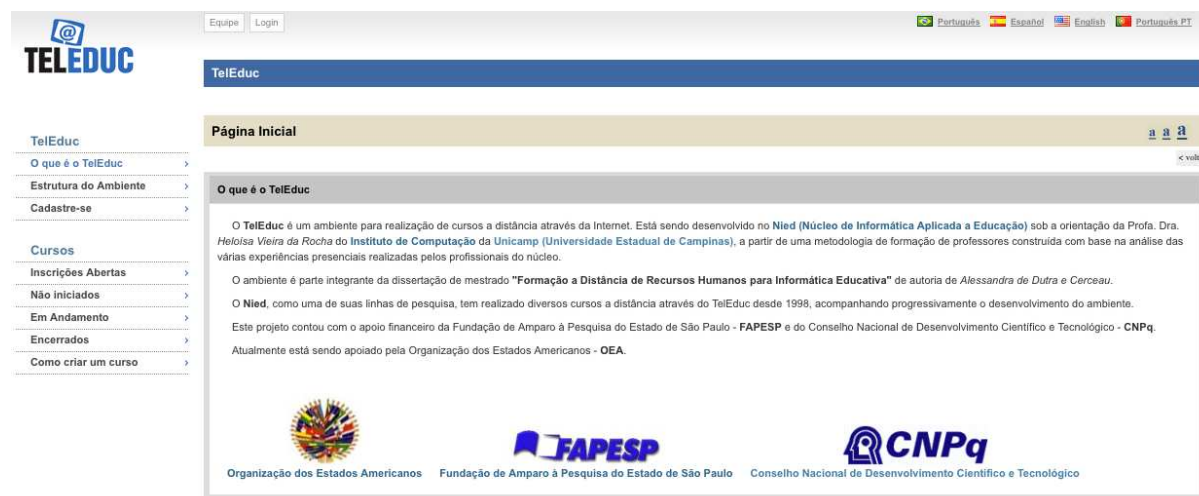 @
TELEDUC
Equipe Login
Português Español English Português PT
TelEduc
Página Inicial
a a a
< volt
TelEduc
O que é o TelEduc
Estrutura do Ambiente
Cadastre-se
Cursos
Inscrições Abertas
Não iniciados
Em Andamento
Encerrados
Como criar um curso
O que é o TelEduc
O TelEduc é um ambiente para realização de cursos a distância através da Internet. Está sendo desenvolvido no Nied (Núcleo de Informática Aplicada a Educação) sob a orientação da Profa. Dra.
Heloísa Vieira da Rocha do Instituto de Computação da Unicamp (Universidade Estadual de Campinas), a partir de uma metodologia de formação de professores construída com base na análise das
várias experiências presenciais realizadas pelos profissionais do núcleo.
O ambiente é parte integrante da dissertação de mestrado "Formação a Distância de Recursos Humanos para Informática Educativa" de autoria de Alessandra de Dutra e Cerceau.
O Nied, como uma de suas linhas de pesquisa, tem realizado diversos cursos a distância através do TelEduc desde 1998, acompanhando progressivamente o desenvolvimento do ambiente.
Este projeto contou com o apoio financeiro da Fundação de Amparo à Pesquisa do Estado de São Paulo - FAPESP e do Conselho Nacional de Desenvolvimento Científico e Tecnológico - CNPq.
Atualmente está sendo apoiado pela Organização dos Estados Americanos - OEA.
FAPESP
CNPq
Organização dos Estados Americanos Fundação de Amparo à Pesquisa do Estado de São Paulo Conselho Nacional de Desenvolvimento Científico e Tecnológico